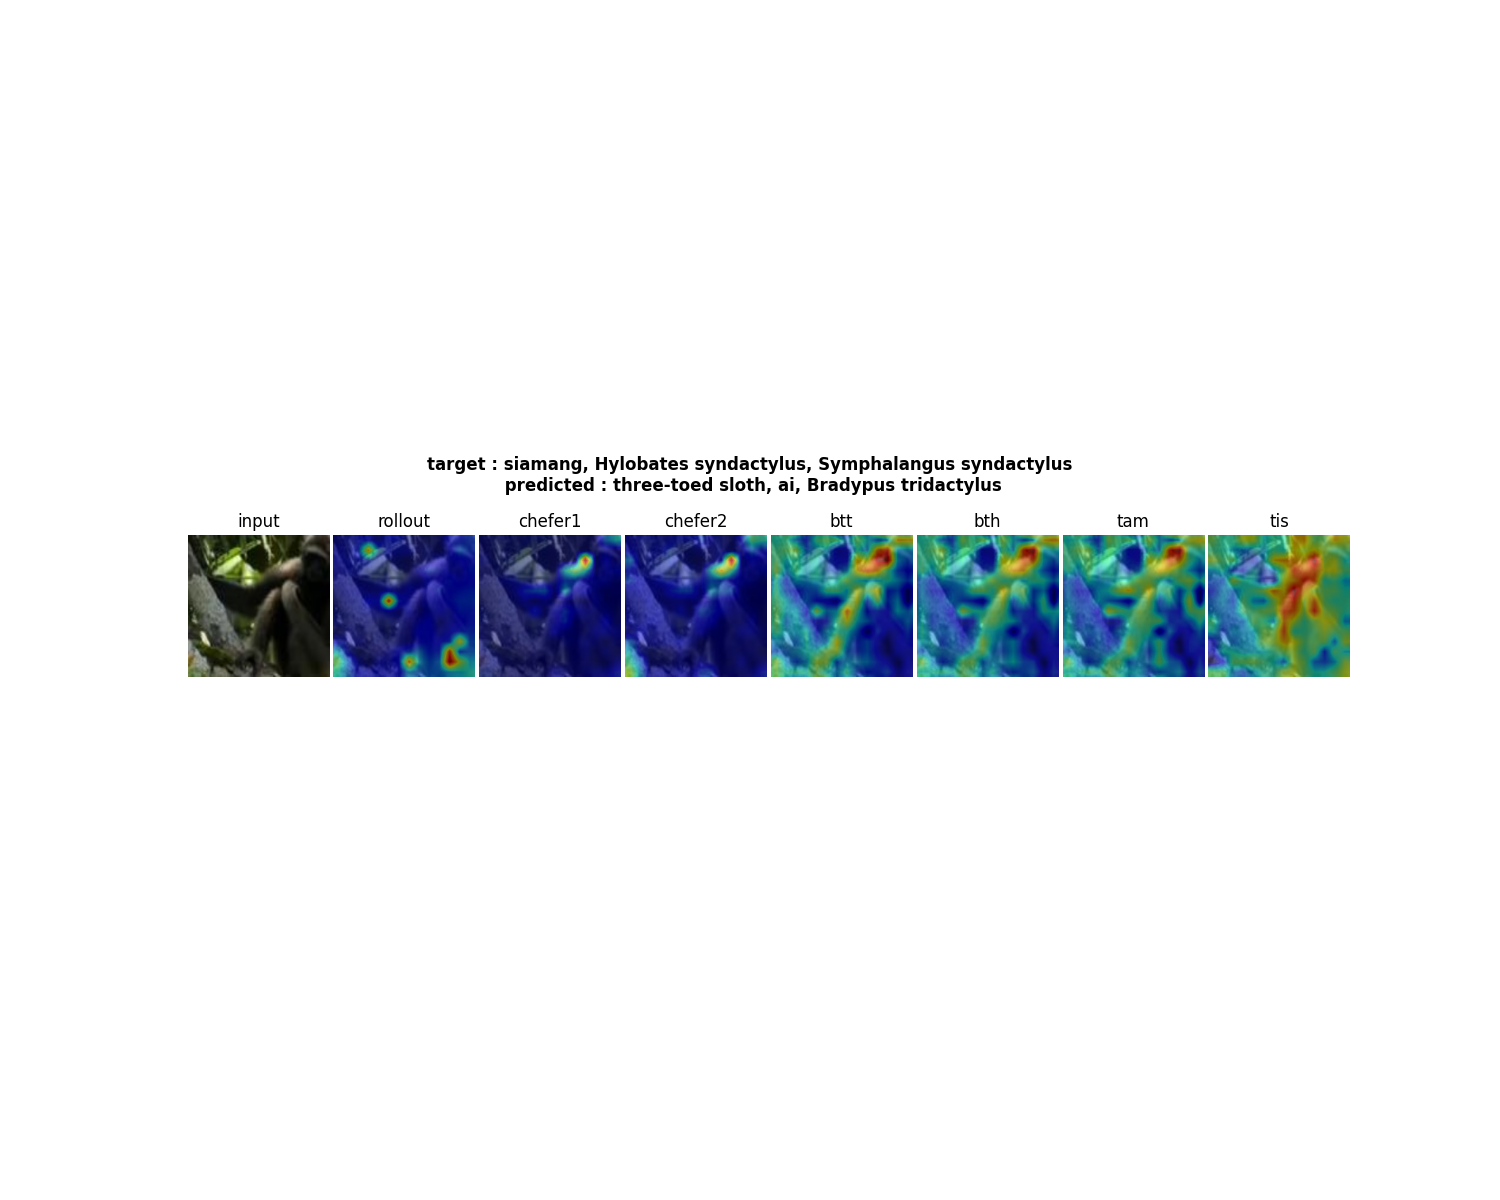 target : siamang, Hylobates syndactylus, Symphalangus syndactylus
predicted : three-toed sloth, ai, Bradypus tridactylus
input rollout chefer1 chefer2 btt bth tam tis